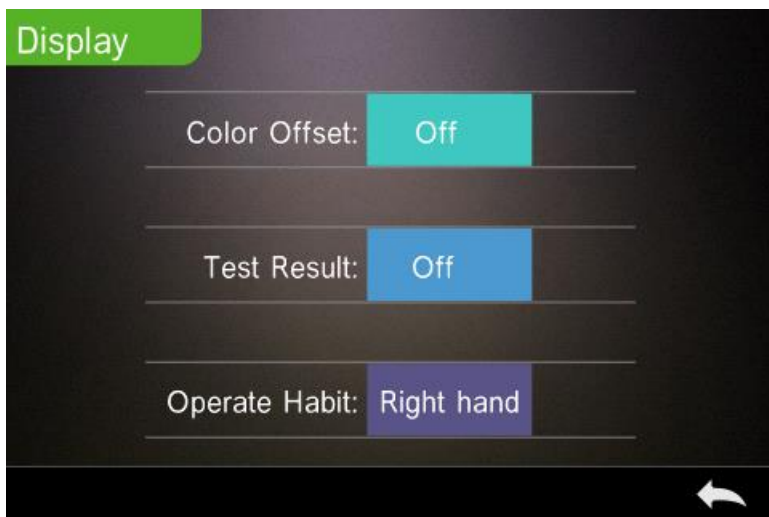 Display
Color Offset: Off
Test Result: Off
Operate Habit: Right hand